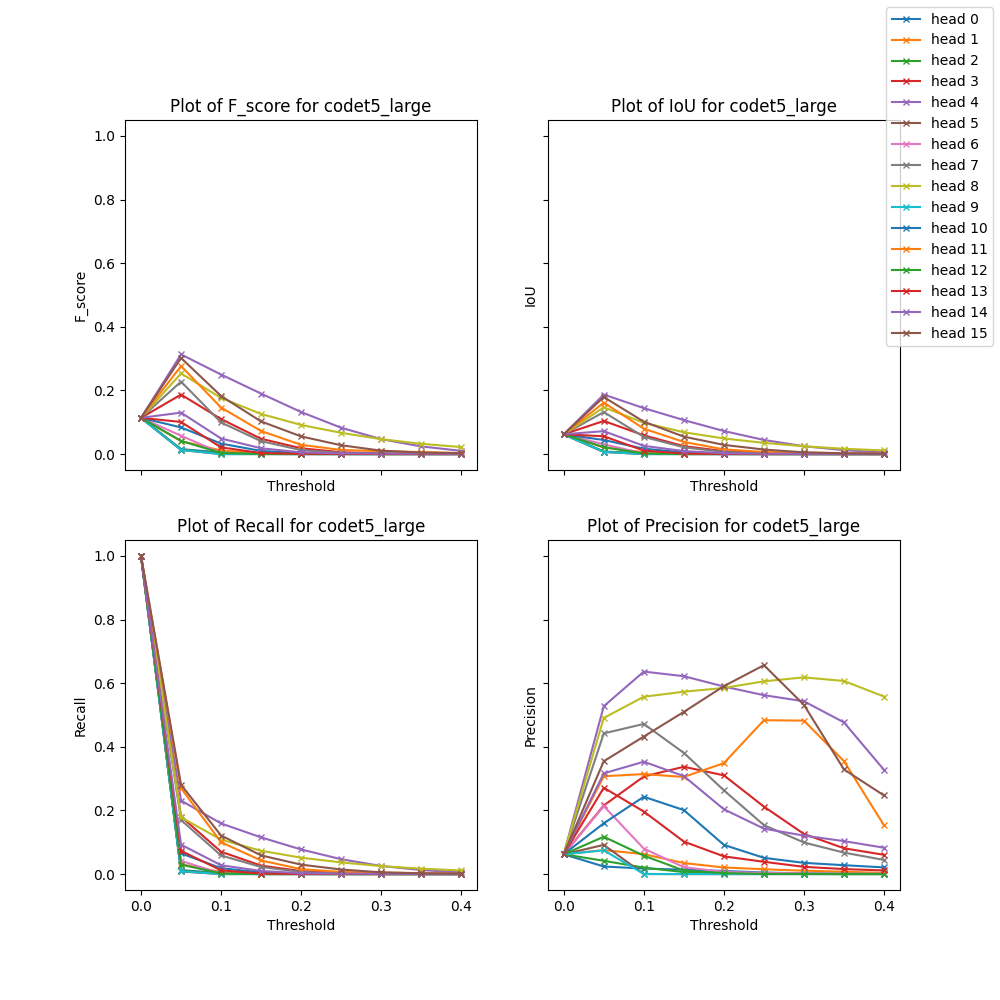 head 0
head 1
head 2
head 3
head 4
head 5
head 6
head 7
head 8
head 9
head 10
head 11
head 12
head 13
head 14
head 15
Plot of F_score for codet5_large
1.0
0.8
0.6
0.4
0.2
0.0
F_score
Threshold
Plot of IoU for codet5_large
IoU
Threshold
Plot of Recall for codet5_large
1.0
0.8
0.6
0.4
0.2
0.0
Recall
0.0 0.1 0.2 0.3 0.4
Threshold
Plot of Precision for codet5_large
Precision
0.0 0.1 0.2 0.3 0.4
Threshold